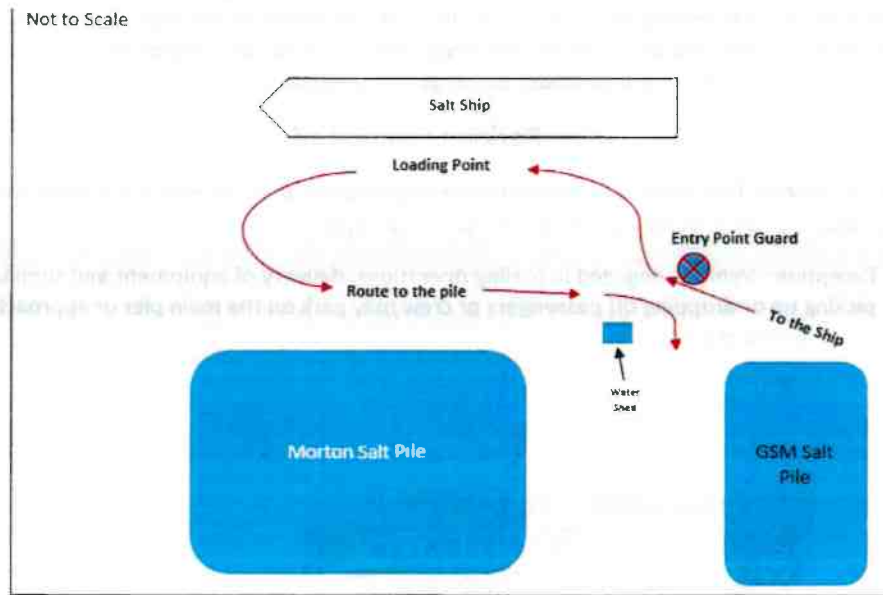 Not to Scale
Salt Ship
Loading Point
Entry Point Guard
Route to the pile
To the Ship
Water
Shed
Morton Salt Pile
GSM Salt
Pile